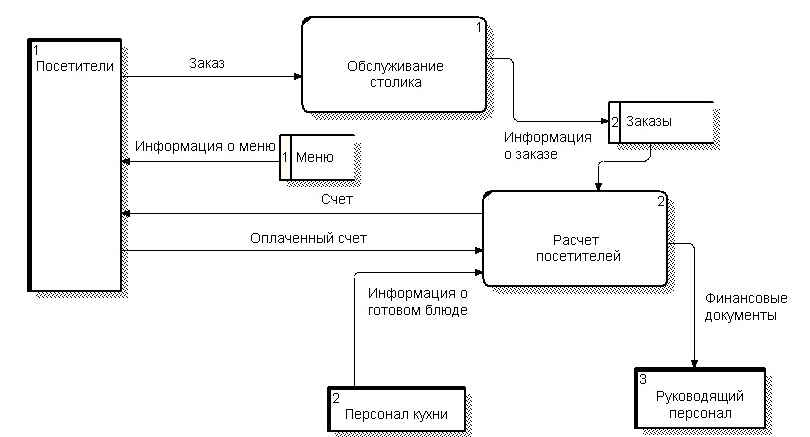 1
Посетители
Заказ
1
Обслуживание
столика
Информация
о заказе
2
Заказы
Информация о меню
1
Меню
Счет
Оплаченный счет
2
Расчет
посетителей
Информация о
готовом блюде
Финансовые
документы
2
Персонал кухни
3
Руководящий
персонал